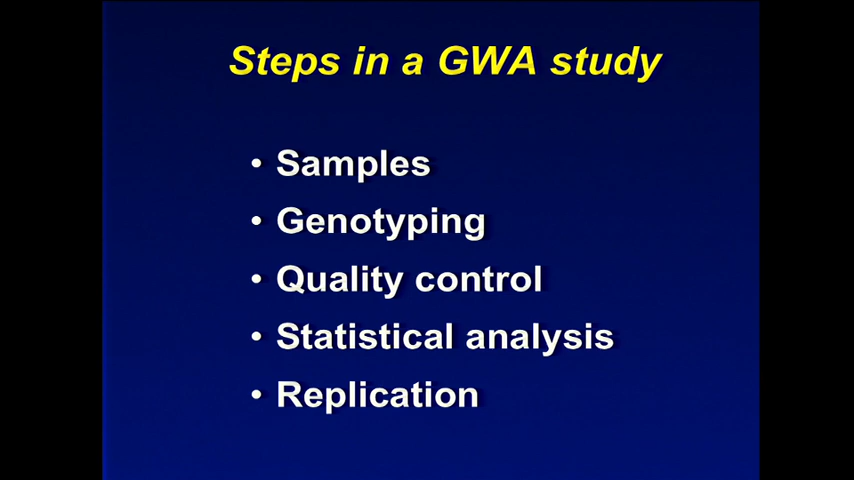 Steps in a GWA study
• Samples
• Genotyping
• Quality control
• Statistical analysis
• Replication